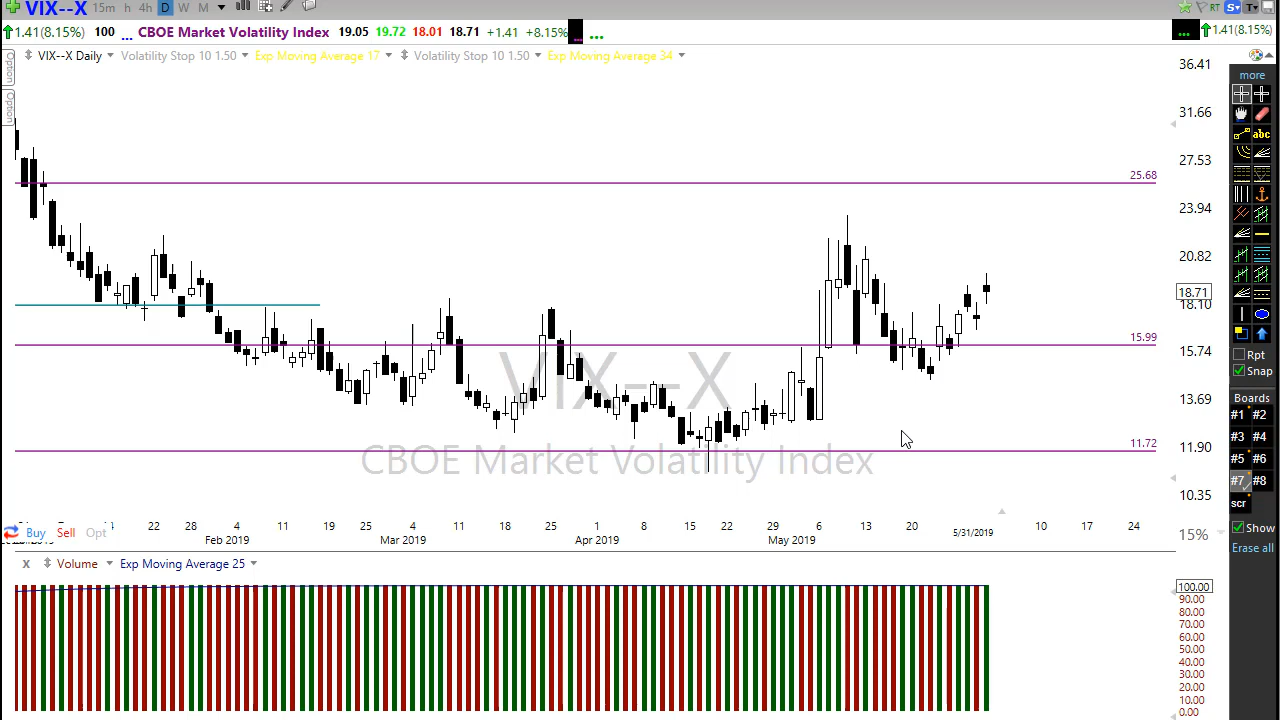 VIX--X 15m h 4h D W M RT S T
1.41(8.15%) 100 ... CBOE Market Volatility Index 19.05 19.72 18.01 18.71 +1.41 +8.15% ... ... ... 1.41(8.15%)
Option VIX--X Daily Volatility Stop 10 1.50 Exp Moving Average 17 Volatility Stop 10 1.50 Exp Moving Average 34
Option
36.41
31.66
27.53
25.68
23.94
20.82
18.71
18.10
15.99
15.74
13.69
11.72
11.90
10.35
VIX--X
CBOE Market Volatility Index
more
abc
Rpt
Snap
Boards
#1 #2
#3 #4
#5 #6
#7 #8
scr
Show
Erase all
22 28 4 11 19 25 4 11 18 25 1 8 15 22 29 6 13 20 5/31/2019 10 17 24
Buy Sell Opt
15%
Feb 2019 Mar 2019 Apr 2019 May 2019
x Volume Exp Moving Average 25
100.00
90.00
80.00
70.00
60.00
50.00
40.00
30.00
20.00
10.00
0.00